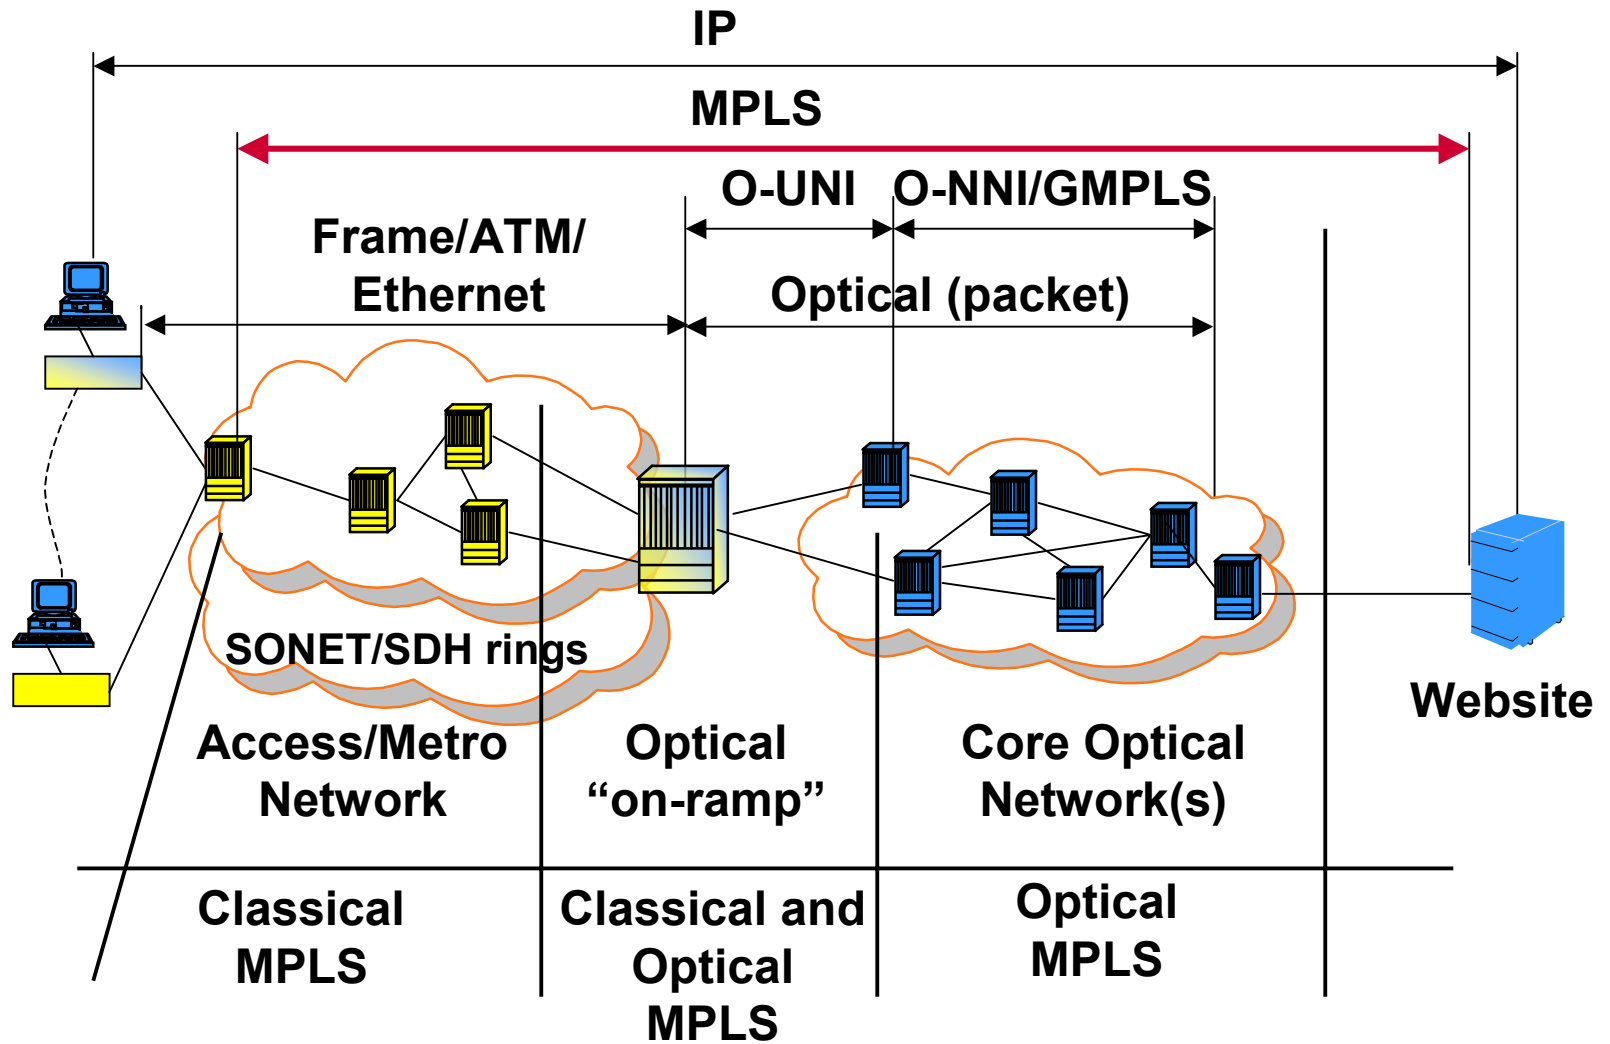 IP
MPLS
O-UNI
O-NNI/GMPLS
Frame/ATM/
Ethernet
Optical (packet)
SONET/SDH rings
Website
Access/Metro
Network
Optical
“on-ramp”
Core Optical
Network(s)
Classical
MPLS
Classical and
Optical
MPLS
Optical
MPLS